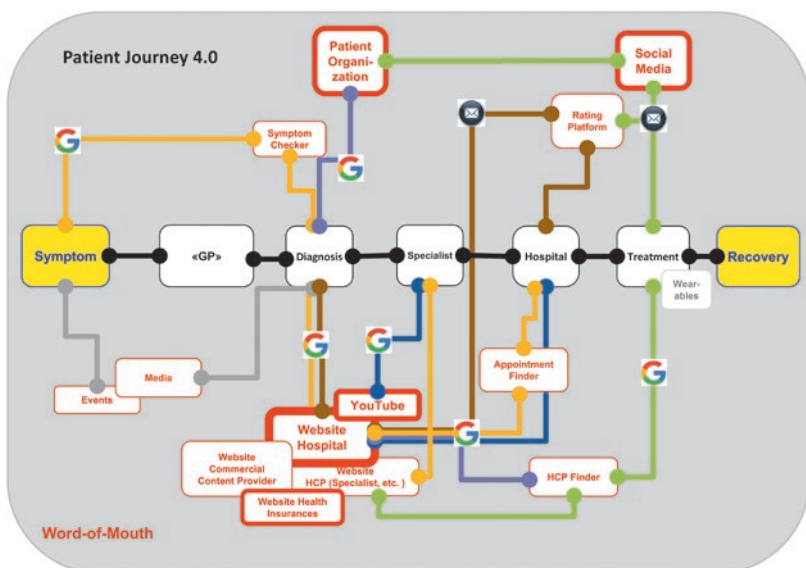 Patient Journey 4.0
Patient
Organi-
zation
Social
Media
Symptom
Checker
Rating
Platform
Symptom
«GP»
Diagnosis
Specialist
Hospital
Treatment
Recovery
Wear-
ables
Media
Events
Appointment
Finder
YouTube
Website
Hospital
Website
Commercial
Content Provider
Website
HCP (Specialist, etc. )
HCP Finder
Website Health
Insurances
Word-of-Mouth